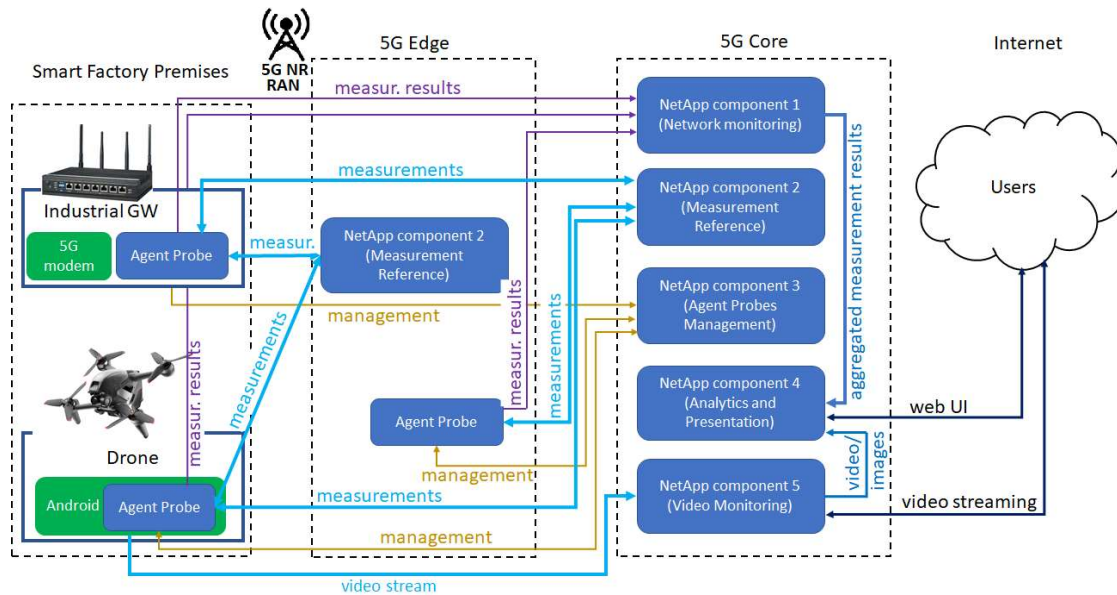 5G Edge
5G Core
Internet
Smart Factory Premises
5G NR
RAN
measur. results
NetApp component 1
(Network monitoring)
measurements
NetApp component 2
(Measurement
Reference)
Users
Industrial GW
5G
modem
Agent Probe
measur.
NetApp component 2
(Measurement
Reference)
NetApp component 3
(Agent Probes
Management)
management
aggregated measurement results
measurements
measur. results
measurements
measur. results
NetApp component 4
(Analytics and
Presentation)
web UI
Agent Probe
management
video/
images
Drone
Android
Agent Probe
measurements
NetApp component 5
(Video Monitoring)
video streaming
management
video stream